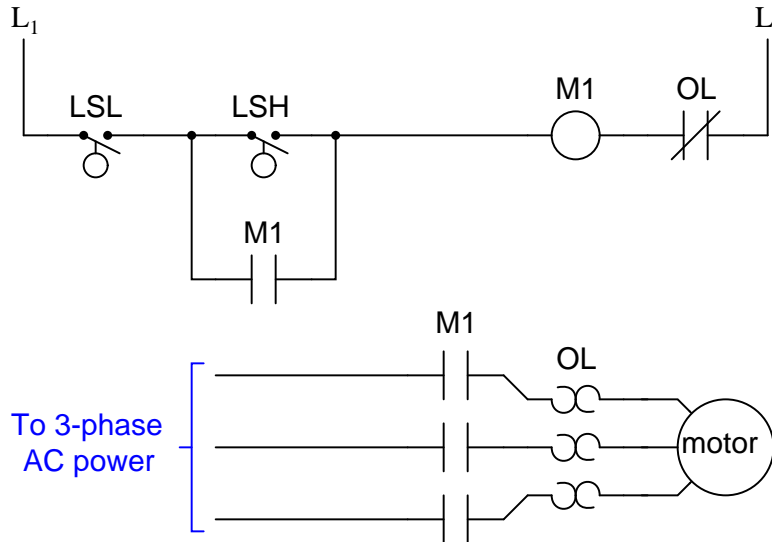 L₁
L
LSL
LSH
M1
OL
M1
M1
OL
To 3-phase
AC power
motor